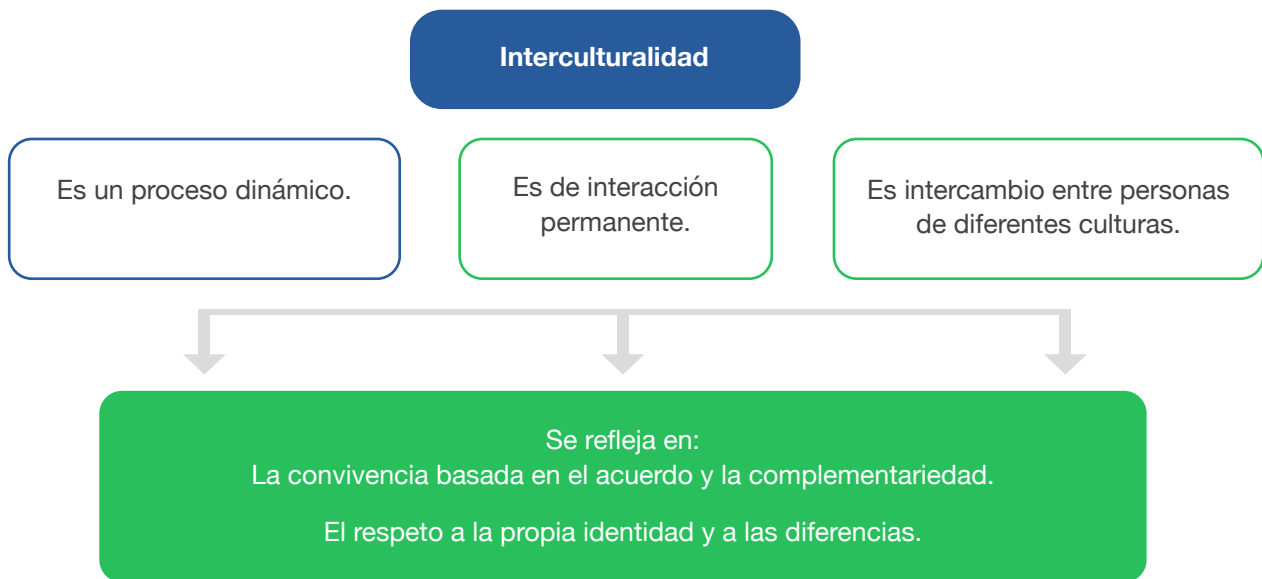 Interculturalidad
Es un proceso dinámico.
Es de interacción
permanente.
Es intercambio entre personas
de diferentes culturas.
Se refleja en:
La convivencia basada en el acuerdo y la complementariedad.
El respeto a la propia identidad y a las diferencias.